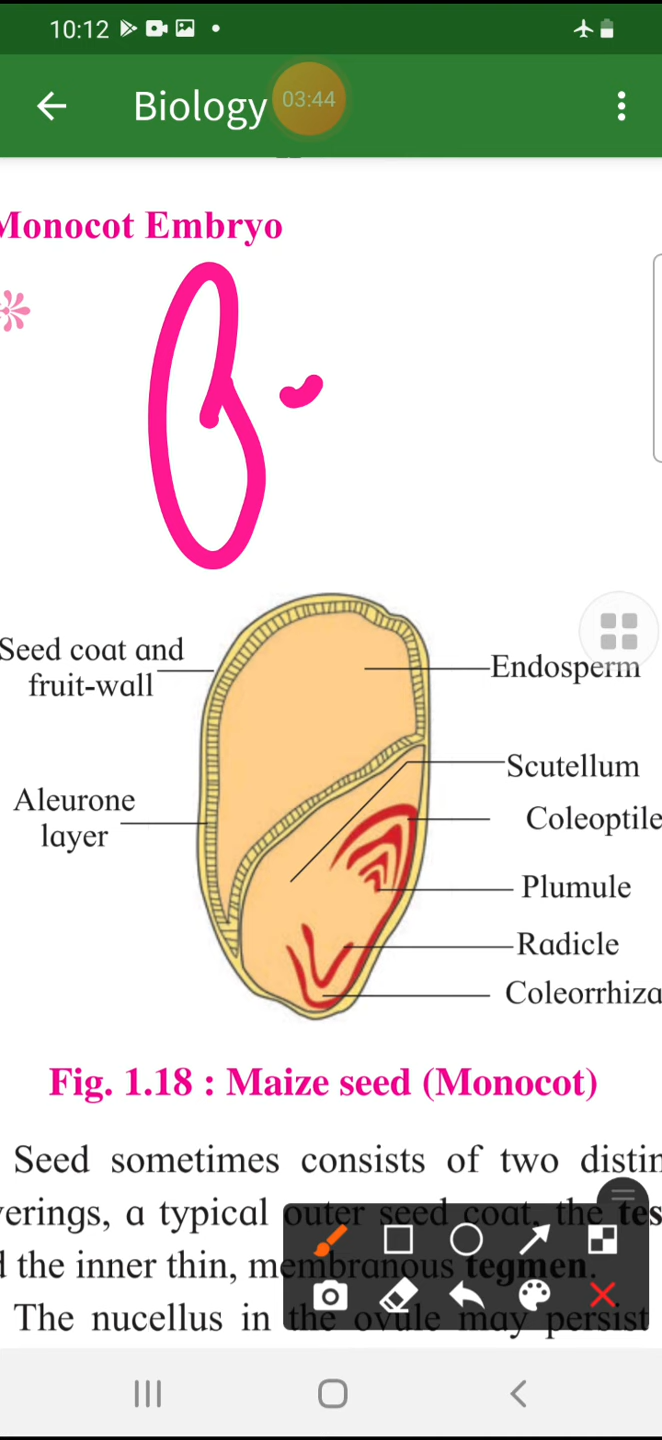 10:12
Biology
03:44
Monocot Embryo
Seed coat and
fruit-wall
Endosperm
Scutellum
Aleurone
layer
Coleoptile
Plumule
Radicle
Coleorrhiza
Fig. 1.18 : Maize seed (Monocot)
Seed sometimes consists of two distin
verings, a typical outer seed coat, the tes
d the inner thin, membranous tegmen.
The nucellus in the ovule may persist